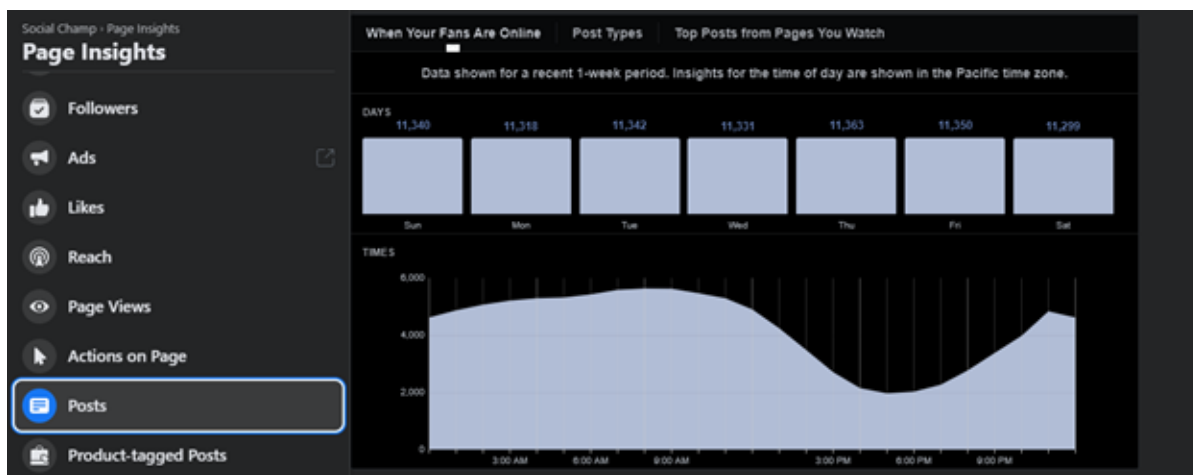 Social Champ · Page Insights
Page Insights
Followers
Ads
Likes
Reach
Page Views
Actions on Page
Posts
Product-tagged Posts
When Your Fans Are Online Post Types Top Posts from Pages You Watch
Data shown for a recent 1-week period. Insights for the time of day are shown in the Pacific time zone.
DAYS
11,340 11,318 11,342 11,331 11,363 11,350 11,299
Sun Mon Tue Wed Thu Fri Sat
TIMES
6,000
4,000
2,000
0
3:00 AM 6:00 AM 9:00 AM 3:00 PM 6:00 PM 9:00 PM